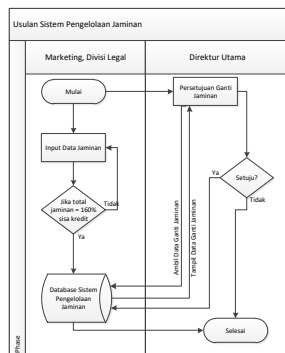 Usulan Sistem Pengelolaan Jaminan
Marketing, Divisi Legal
Direktur Utama
Mulai
Persetujuan Ganti
Jaminan
Input Data Jaminan
Tidak
Jika total
jaminan = 160%
sisa kredit
Ya
Setuju?
Ya
Tidak
Ambil Data Ganti Jaminan
Tampil Data Ganti Jaminan
Database Sistem
Pengelolaan
Jaminan
Selesai
Phase